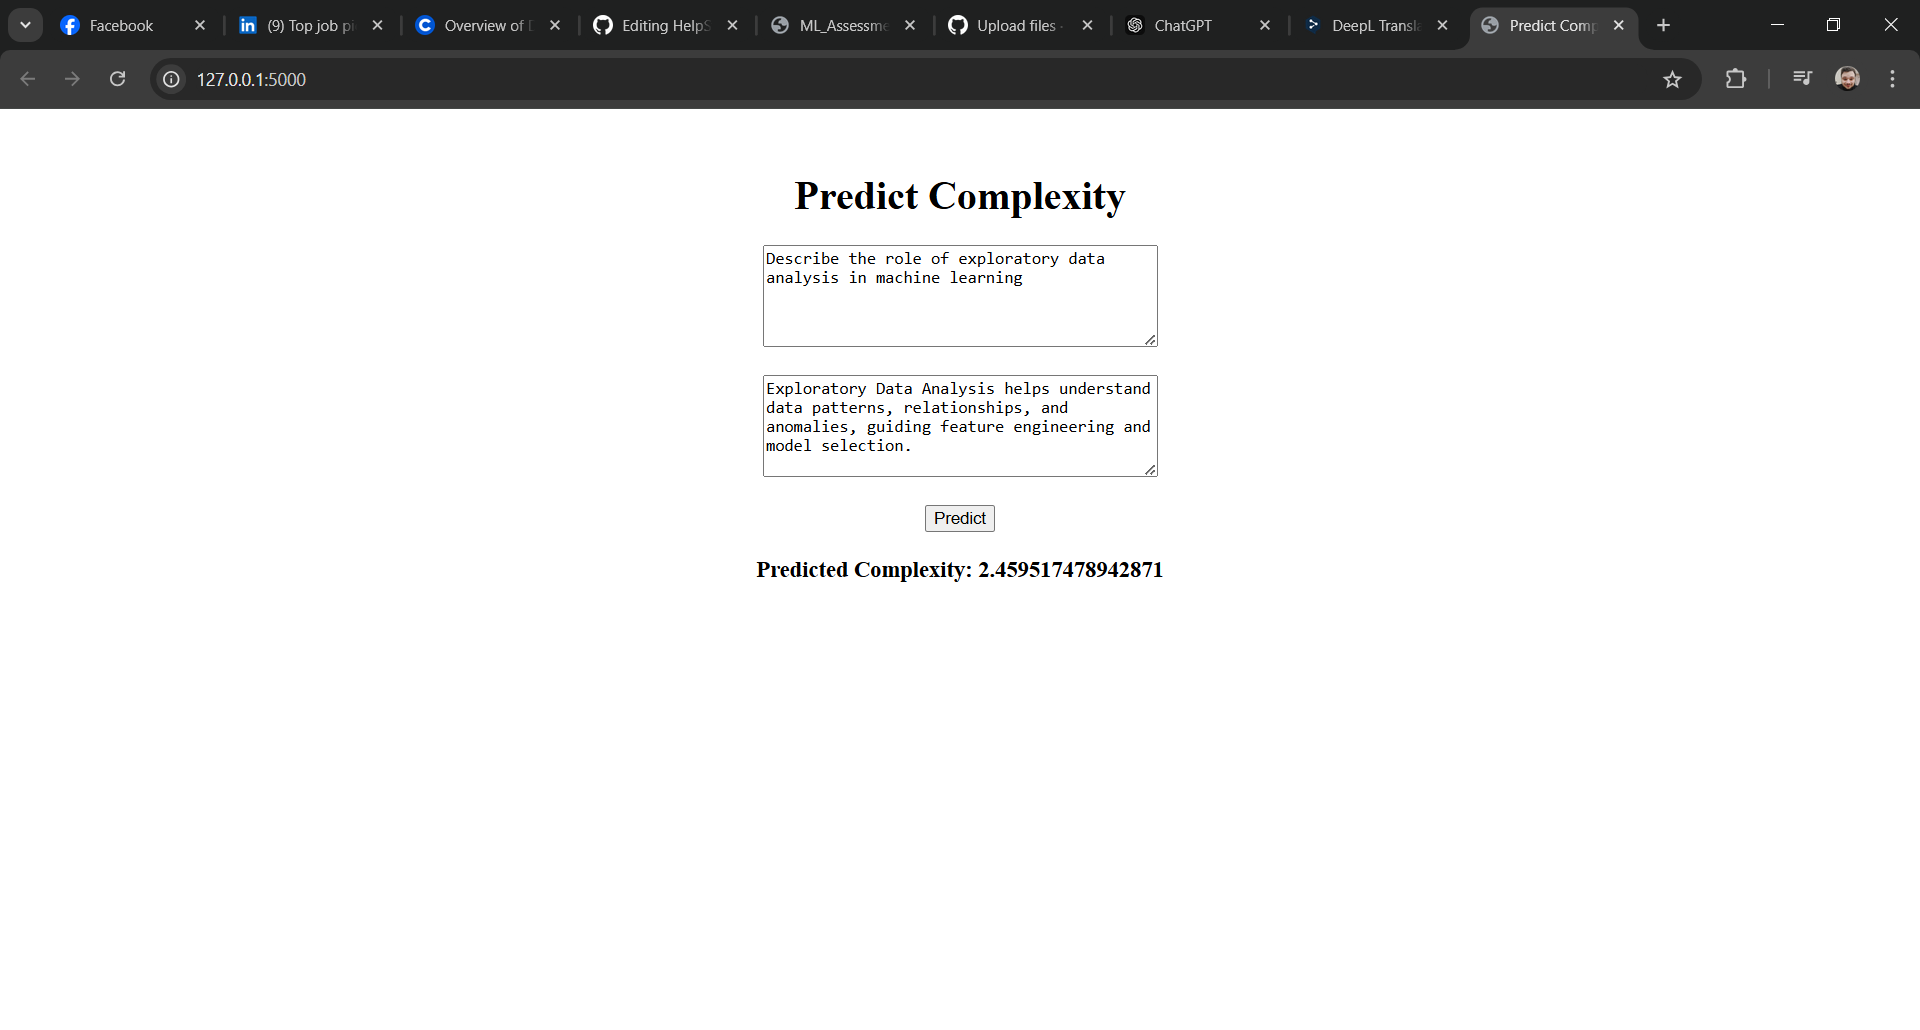 Facebook
(9) Top job pi
Overview of D
Editing HelpS
ML_Assessme
Upload files ·
ChatGPT
DeepL Transla
Predict Comp
127.0.0.1:5000
Predict Complexity
Describe the role of exploratory data
analysis in machine learning
Exploratory Data Analysis helps understand
data patterns, relationships, and
anomalies, guiding feature engineering and
model selection.
Predict
Predicted Complexity: 2.459517478942871